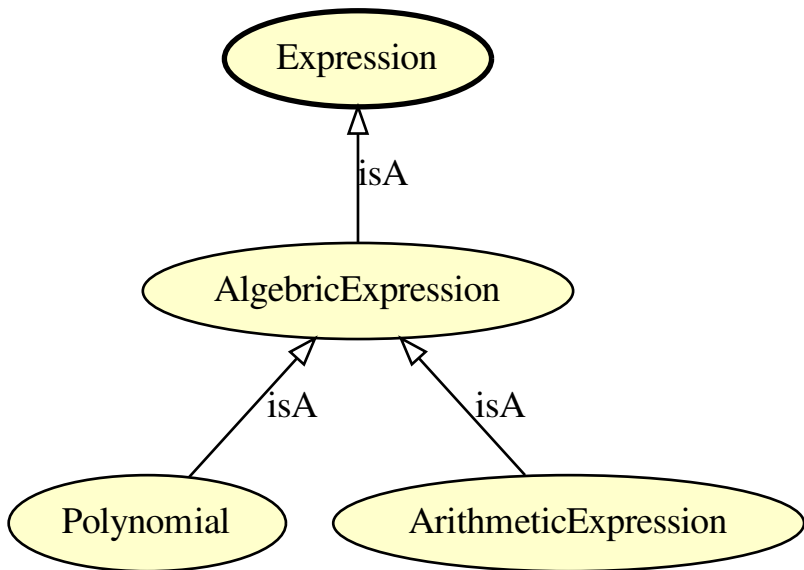 Expression
isA
AlgebricExpression
isA
isA
Polynomial
ArithmeticExpression